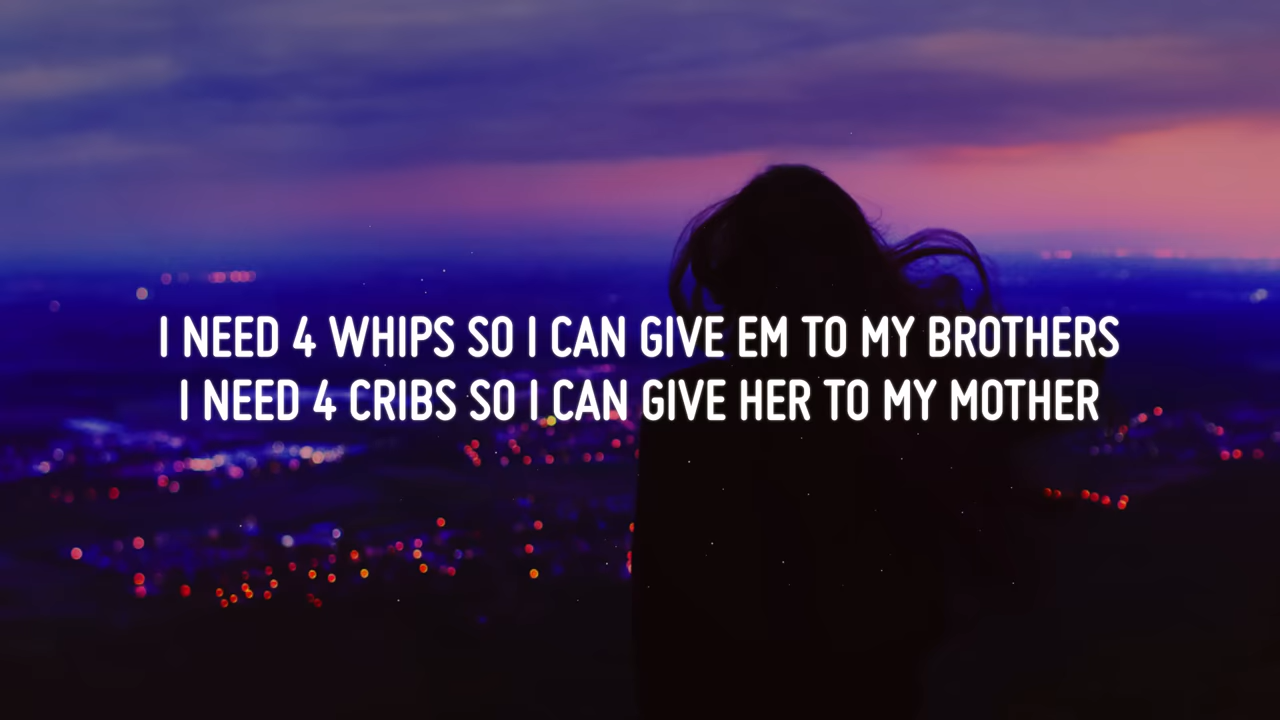 I NEED 4 WHIPS SO I CAN GIVE EM TO MY BROTHERS
I NEED 4 CRIBS SO I CAN GIVE HER TO MY MOTHER